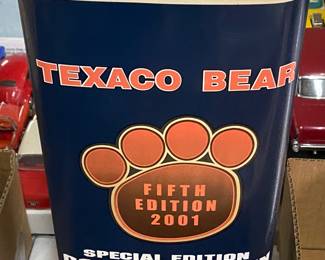 TEXACO BEAR
FIFTH
EDITION
2001
SPECIAL EDITION